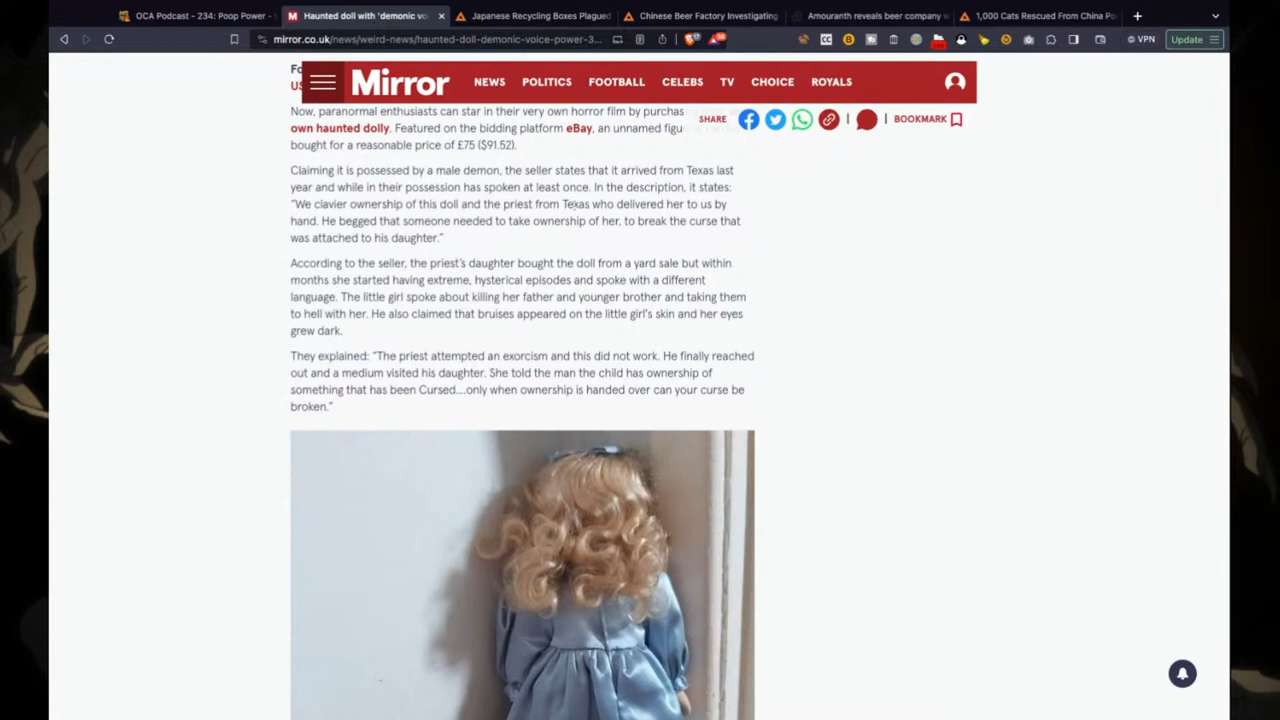 OCA Podcast - 234: Poop Power -
Haunted doll with 'demonic vo
Japanese Recycling Boxes Plagued
Chinese Beer Factory Investigating
Amouranth reveals beer company w
1,000 Cats Rescued From China Po
mirror.co.uk/news/weird-news/haunted-doll-demonic-voice-power-3...
VPN
Update
Fo
US
Mirror
NEWS
POLITICS
FOOTBALL
CELEBS
TV
CHOICE
ROYALS
SHARE
BOOKMARK
Now, paranormal enthusiasts can star in their very own horror film by purchas
own haunted dolly. Featured on the bidding platform eBay, an unnamed figu
bought for a reasonable price of £75 ($91.52).
Claiming it is possessed by a male demon, the seller states that it arrived from Texas last
year and while in their possession has spoken at least once. In the description, it states:
"We clavier ownership of this doll and the priest from Texas who delivered her to us by
hand. He begged that someone needed to take ownership of her, to break the curse that
was attached to his daughter."
According to the seller, the priest's daughter bought the doll from a yard sale but within
months she started having extreme, hysterical episodes and spoke with a different
language. The little girl spoke about killing her father and younger brother and taking them
to hell with her. He also claimed that bruises appeared on the little girl's skin and her eyes
grew dark.
They explained: "The priest attempted an exorcism and this did not work. He finally reached
out and a medium visited his daughter. She told the man the child has ownership of
something that has been Cursed....only when ownership is handed over can your curse be
broken."